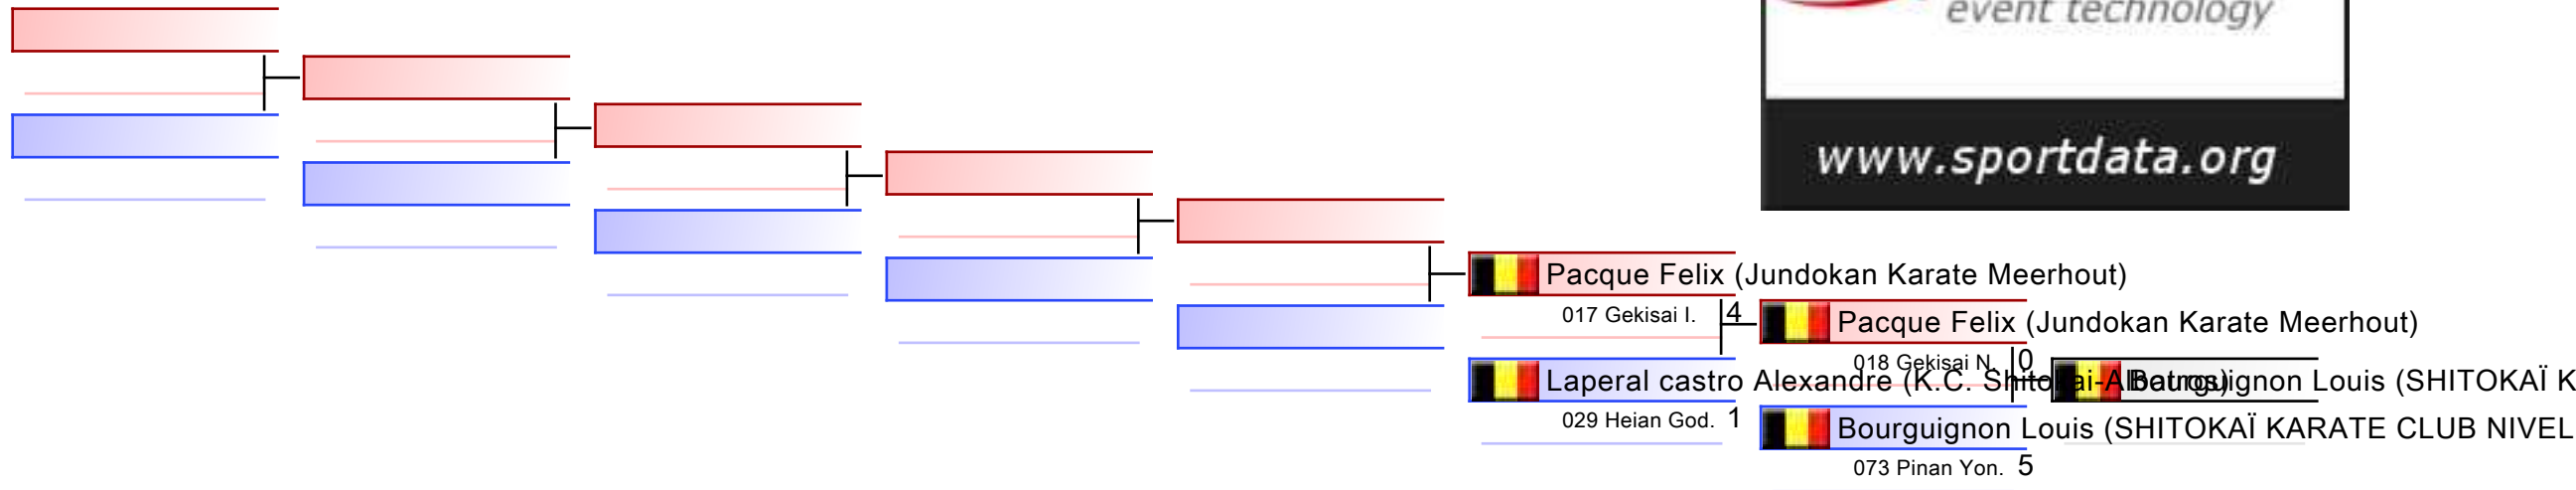 event technology
www.sportdata.org
Pacque Felix (Jundokan Karate Meerhout)
017 Gekisai I. 4
Pacque Felix (Jundokan Karate Meerhout)
018 Gekisai N. 0
Laperal castro Alexandre (K.C. Shitokai-Albatros)
Bourguignon Louis (SHITOKAÏ K
029 Heian God. 1
Bourguignon Louis (SHITOKAÏ KARATE CLUB NIVEL
073 Pinan Yon. 5